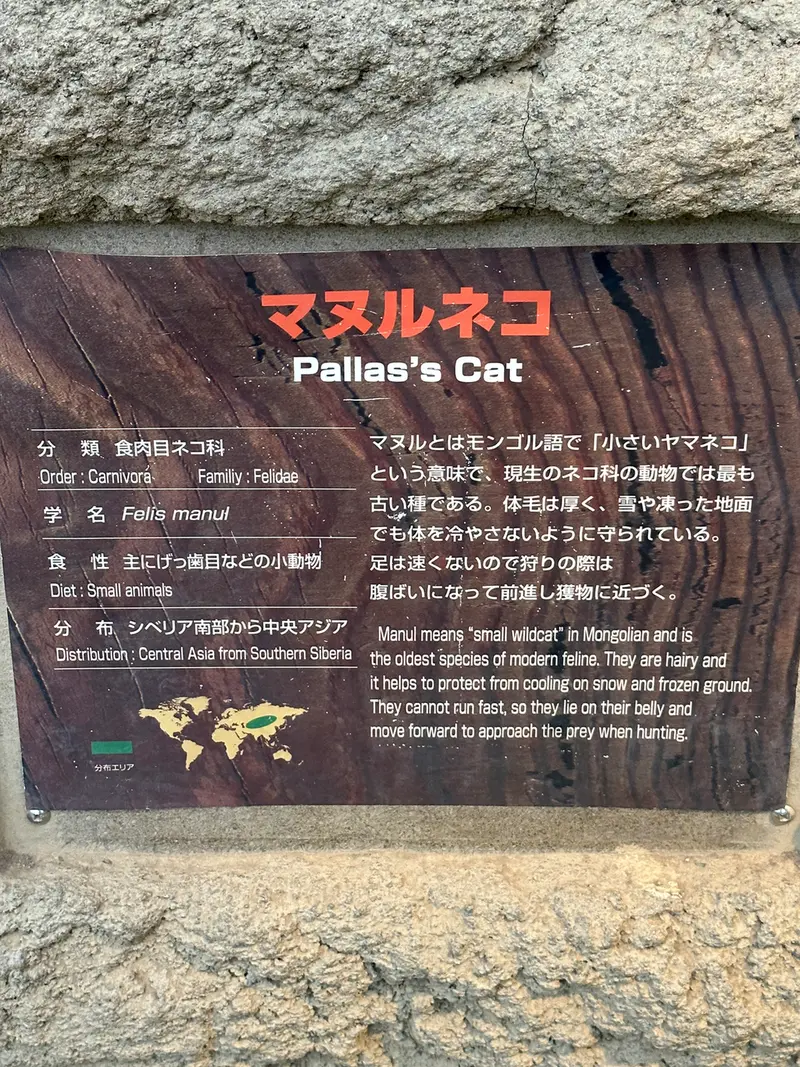 マヌルネコ
Pallas's Cat
分 類 食肉目ネコ科
Order : Carnivora Familiy : Felidae
学 名 Felis manul
食 性 主にげっ歯目などの小動物
Diet : Small animals
分 布 シベリア南部から中央アジア
Distribution : Central Asia from Southern Siberia
分布エリア
マヌルとはモンゴル語で「小さいヤマネコ」
という意味で、現生のネコ科の動物では最も
古い種である。体毛は厚く、雪や凍った地面
でも体を冷やさないように守られている。
足は速くないので狩りの際は
腹ばいになって前進し獲物に近づく。
Manul means “small wildcat” in Mongolian and is
the oldest species of modern feline. They are hairy and
it helps to protect from cooling on snow and frozen ground.
They cannot run fast, so they lie on their belly and
move forward to approach the prey when hunting.